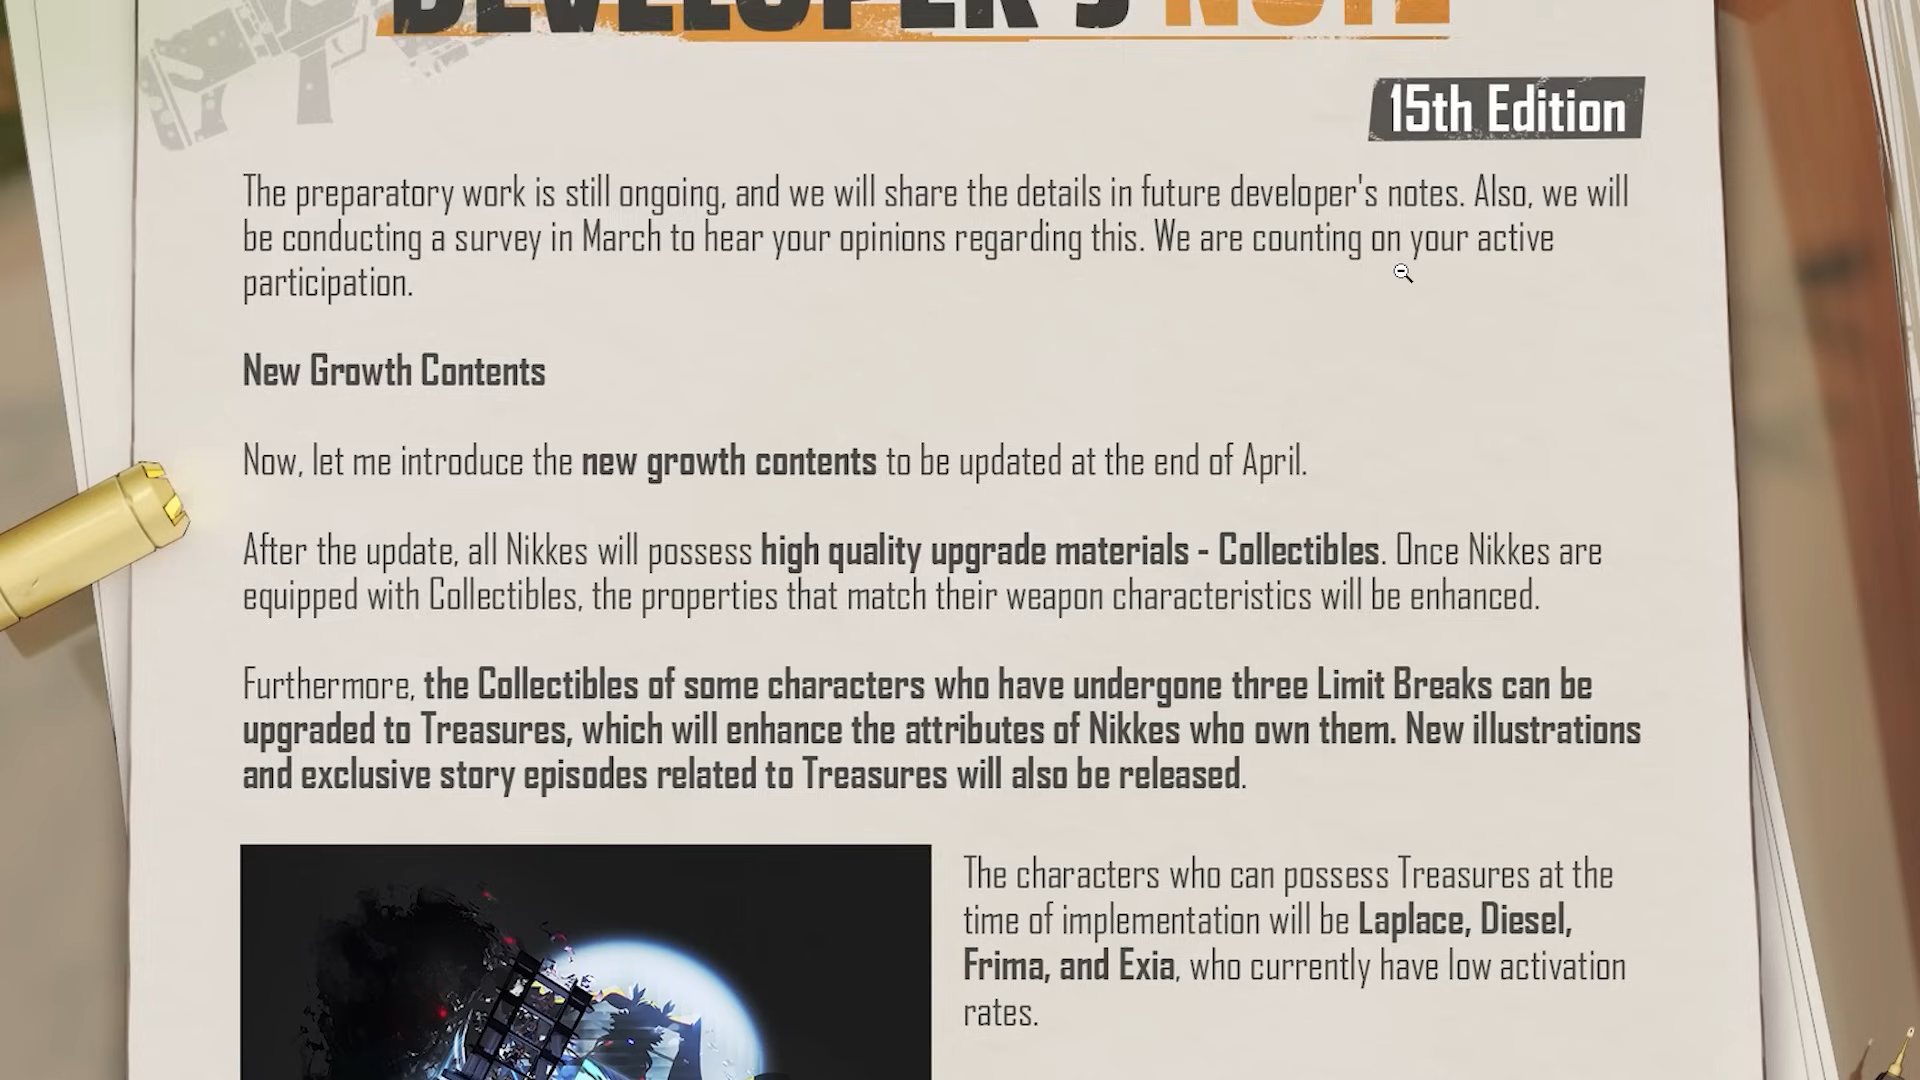 DEVELOPER'S NOTE
15th Edition
The preparatory work is still ongoing, and we will share the details in future developer's notes. Also, we will
be conducting a survey in March to hear your opinions regarding this. We are counting on your active
participation.
New Growth Contents
Now, let me introduce the new growth contents to be updated at the end of April.
After the update, all Nikkes will possess high quality upgrade materials - Collectibles. Once Nikkes are
equipped with Collectibles, the properties that match their weapon characteristics will be enhanced.
Furthermore, the Collectibles of some characters who have undergone three Limit Breaks can be
upgraded to Treasures, which will enhance the attributes of Nikkes who own them. New illustrations
and exclusive story episodes related to Treasures will also be released.
The characters who can possess Treasures at the
time of implementation will be Laplace, Diesel,
Frima, and Exia, who currently have low activation
rates.